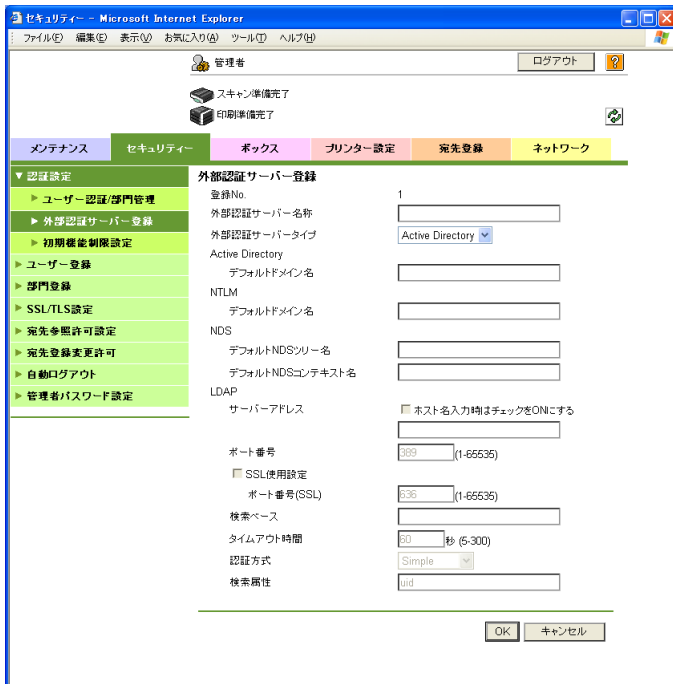 セキュリティー - Microsoft Internet Explorer
ファイル(F) 編集(E) 表示(V) お気に入り(A) ツール(T) ヘルプ(H)
管理者 ログアウト ?
スキャン準備完了
印刷準備完了
メンテナンス セキュリティー ボックス プリンター設定 宛先登録 ネットワーク
▼認証設定
ユーザー認証/部門管理
外部認証サーバー登録
初期機能制限設定
ユーザー登録
部門登録
SSL/TLS設定
宛先参照許可設定
宛先登録変更許可
自動ログアウト
管理者パスワード設定
外部認証サーバー登録
登録No. 1
外部認証サーバー名称
外部認証サーバータイプ Active Directory
Active Directory
デフォルトドメイン名
NTLM
デフォルトドメイン名
NDS
デフォルトNDSツリー名
デフォルトNDSコンテキスト名
LDAP
サーバーアドレス ホスト名入力時はチェックをONにする
ポート番号 389 (1-65535)
SSL使用設定
ポート番号(SSL) 636 (1-65535)
検索ベース
タイムアウト時間 60 秒 (5-300)
認証方式 Simple
検索属性 uid
OK キャンセル